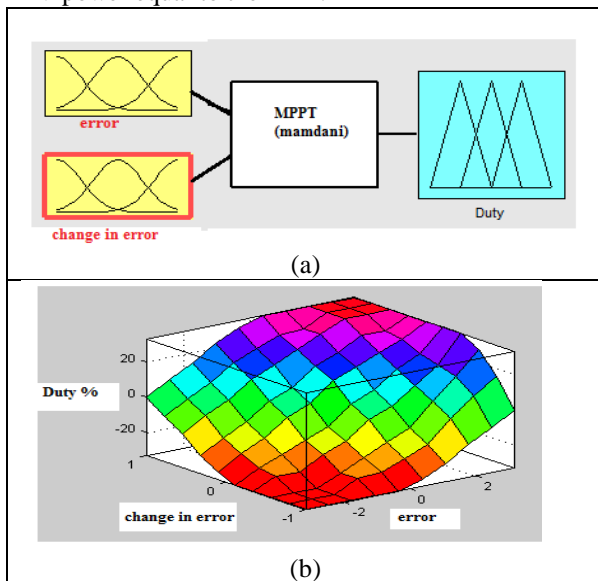 error
change in error
MPPT
(mamdani)
Duty
(a)
20
0
-20
Duty %
1
0
-1
change in error
-2
0
2
error
(b)